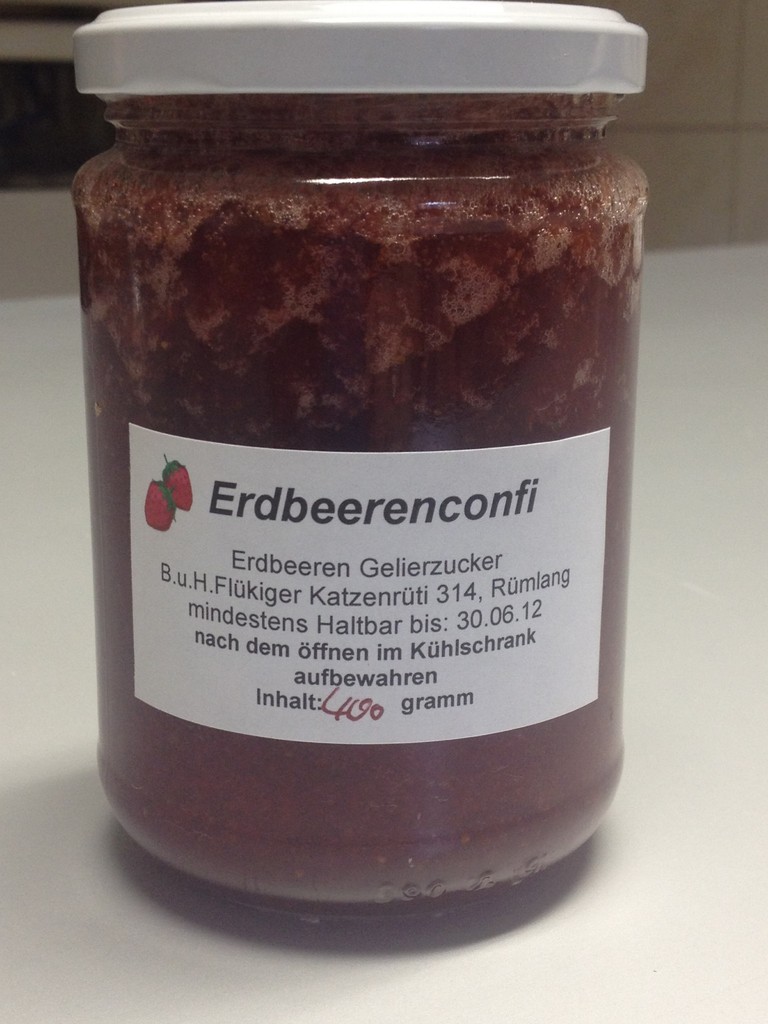 Erdbeerenconfi
Erdbeeren Gelierzucker
B.u.H.Flükiger Katzenrüti 314, Rümlang
mindestens Haltbar bis: 30.06.12
nach dem öffnen im Kühlschrank
aufbewahren
Inhalt: 400 gramm